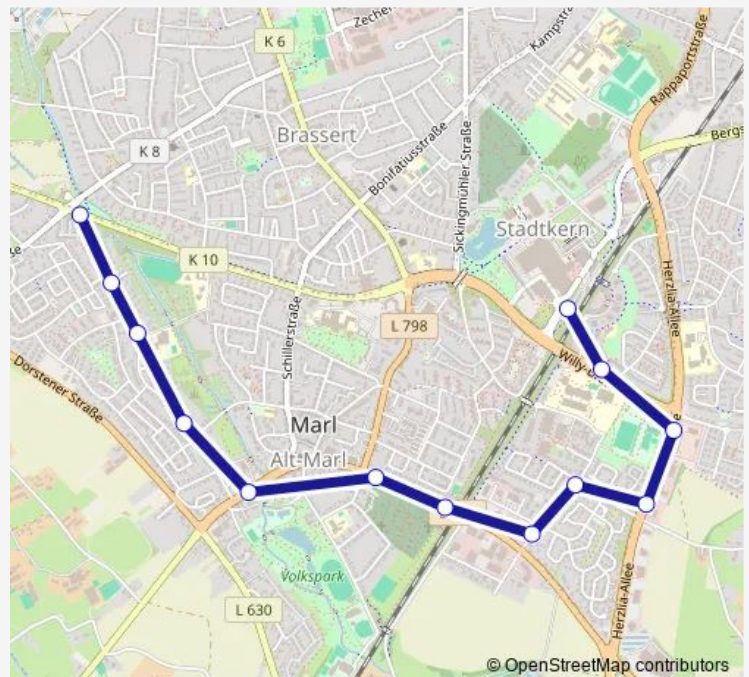 Zeche
K 6
Kampstra
Rappaportstraße
Brassert
Bergs
K 8
Bonifatiusstraße
Sickingmühler Straße
Stadtkern
K 10
Herzlia-Allee
L 798
Schillerstraße
Willy-
Dorstener Straße
Marl
Alt-Marl
Volkspark
L 630
Herzlia-Allee
© OpenStreetMap contributors